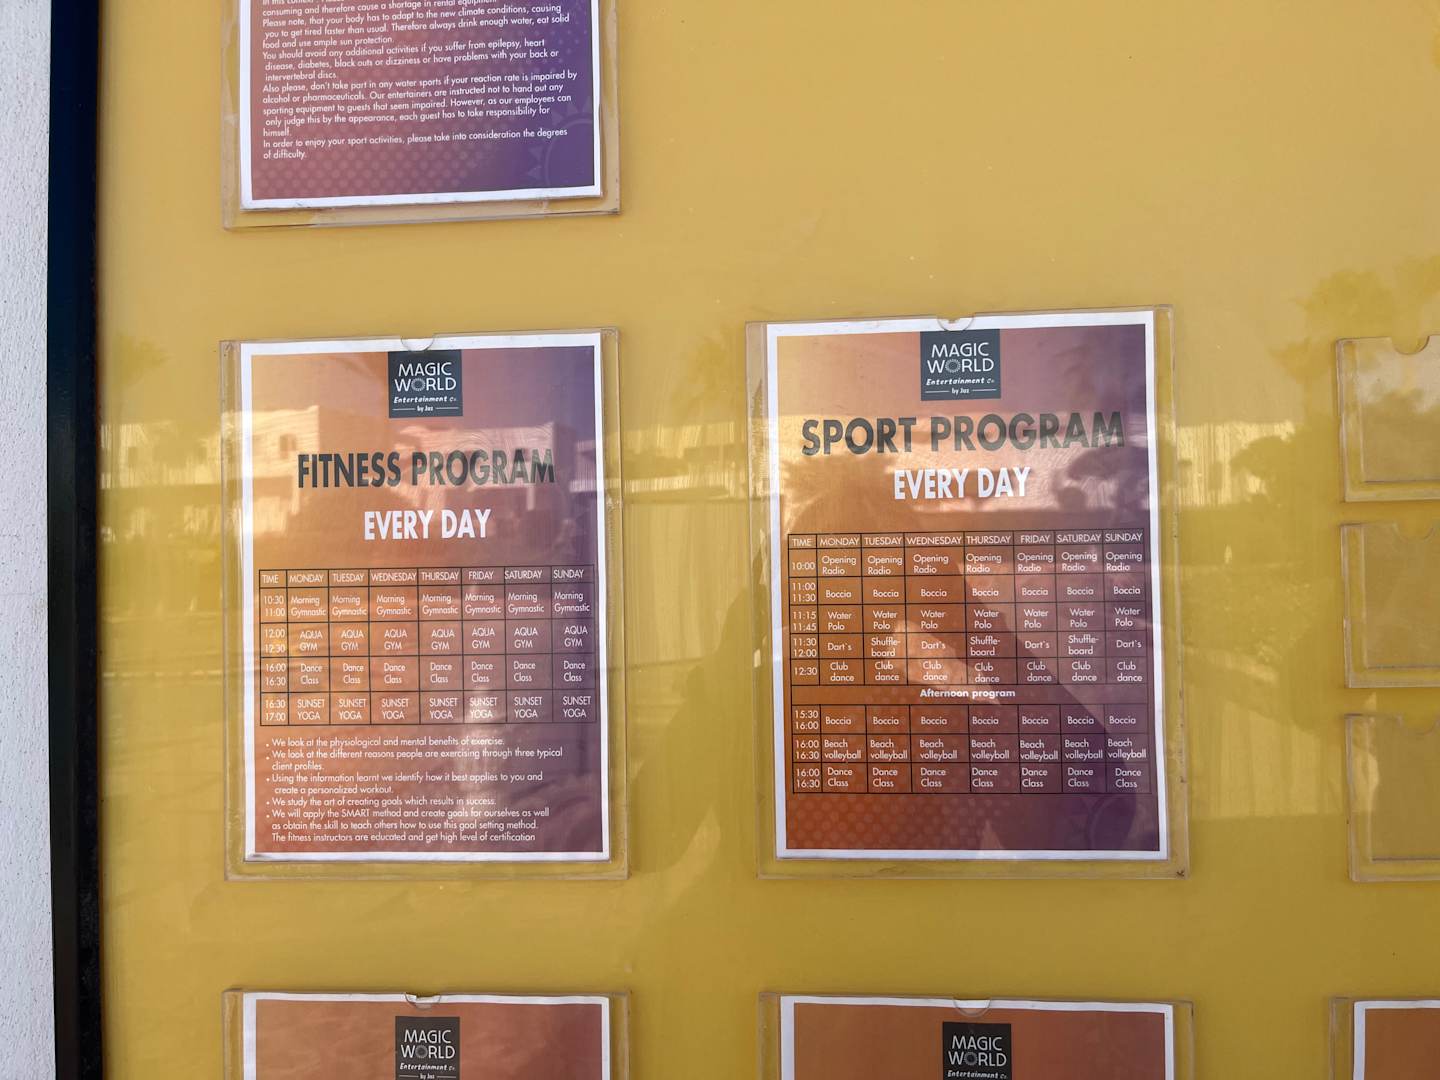 consuming and therefore cause a shortage in rental equipment.
Please note, that your body has to adapt to the new climate conditions, causing
you to get tired faster than usual. Therefore always drink enough water, eat solid
food and use ample sun protection.
You should avoid any additional activities if you suffer from epilepsy, heart
disease, diabetes, black outs or dizziness or have problems with your back or
intervertebral discs.
Also please, don't take part in any water sports if your reaction rate is impaired by
alcohol or pharmaceuticals. Our entertainers are instructed not to hand out any
sporting equipment to guests that seem impaired. However, as our employees can
only judge this by the appearance, each guest has to take responsibility for
himself.
In order to enjoy your sport activities, please take into consideration the degrees
of difficulty.
MAGIC
WORLD
Entertainment Co.
by Jaz
FITNESS PROGRAM
EVERY DAY
TIME MONDAY TUESDAY WEDNESDAY THURSDAY FRIDAY SATURDAY SUNDAY
10:30 Morning Morning Morning Morning Morning Morning Morning
11:00 Gymnastic Gymnastic Gymnastic Gymnastic Gymnastic Gymnastic Gymnastic
12:00 AQUA AQUA AQUA AQUA AQUA AQUA AQUA
12:30 GYM GYM GYM GYM GYM GYM GYM
16:00 Dance Dance Dance Dance Dance Dance Dance
16:30 Class Class Class Class Class Class Class
16:30 SUNSET SUNSET SUNSET SUNSET SUNSET SUNSET SUNSET
17:00 YOGA YOGA YOGA YOGA YOGA YOGA YOGA
• We look at the physiological and mental benefits of exercise.
• We look at the different reasons people are exercising through three typical
client profiles.
• Using the information learnt we identify how it best applies to you and
create a personalized workout.
• We study the art of creating goals which results in success.
• We will apply the SMART method and create goals for ourselves as well
as obtain the skill to teach others how to use this goal setting method.
The fitness instructors are educated and get high level of certification
MAGIC
WORLD
Entertainment Co.
by Jaz
SPORT PROGRAM
EVERY DAY
TIME MONDAY TUESDAY WEDNESDAY THURSDAY FRIDAY SATURDAY SUNDAY
10:00 Opening Opening Opening Opening Opening Opening Opening
Radio Radio Radio Radio Radio Radio Radio
11:00
11:30 Boccia Boccia Boccia Boccia Boccia Boccia Boccia
11:15 Water Water Water Water Water Water Water
11:45 Polo Polo Polo Polo Polo Polo Polo
11:30 Dart`s Shuffle- Dart`s Shuffle- Dart`s Shuffle- Dart`s
12:00 board board board
12:30 Club Club Club Club Club Club Club
dance dance dance dance dance dance dance
Afternoon program
15:30
16:00 Boccia Boccia Boccia Boccia Boccia Boccia Boccia
16:00 Beach Beach Beach Beach Beach Beach Beach
16:30 volleyball volleyball volleyball volleyball volleyball volleyball volleyball
16:00 Dance Dance Dance Dance Dance Dance Dance
16:30 Class Class Class Class Class Class Class
MAGIC
WORLD
Entertainment Co.
by Jaz
MAGIC
WORLD
Entertainment Co.